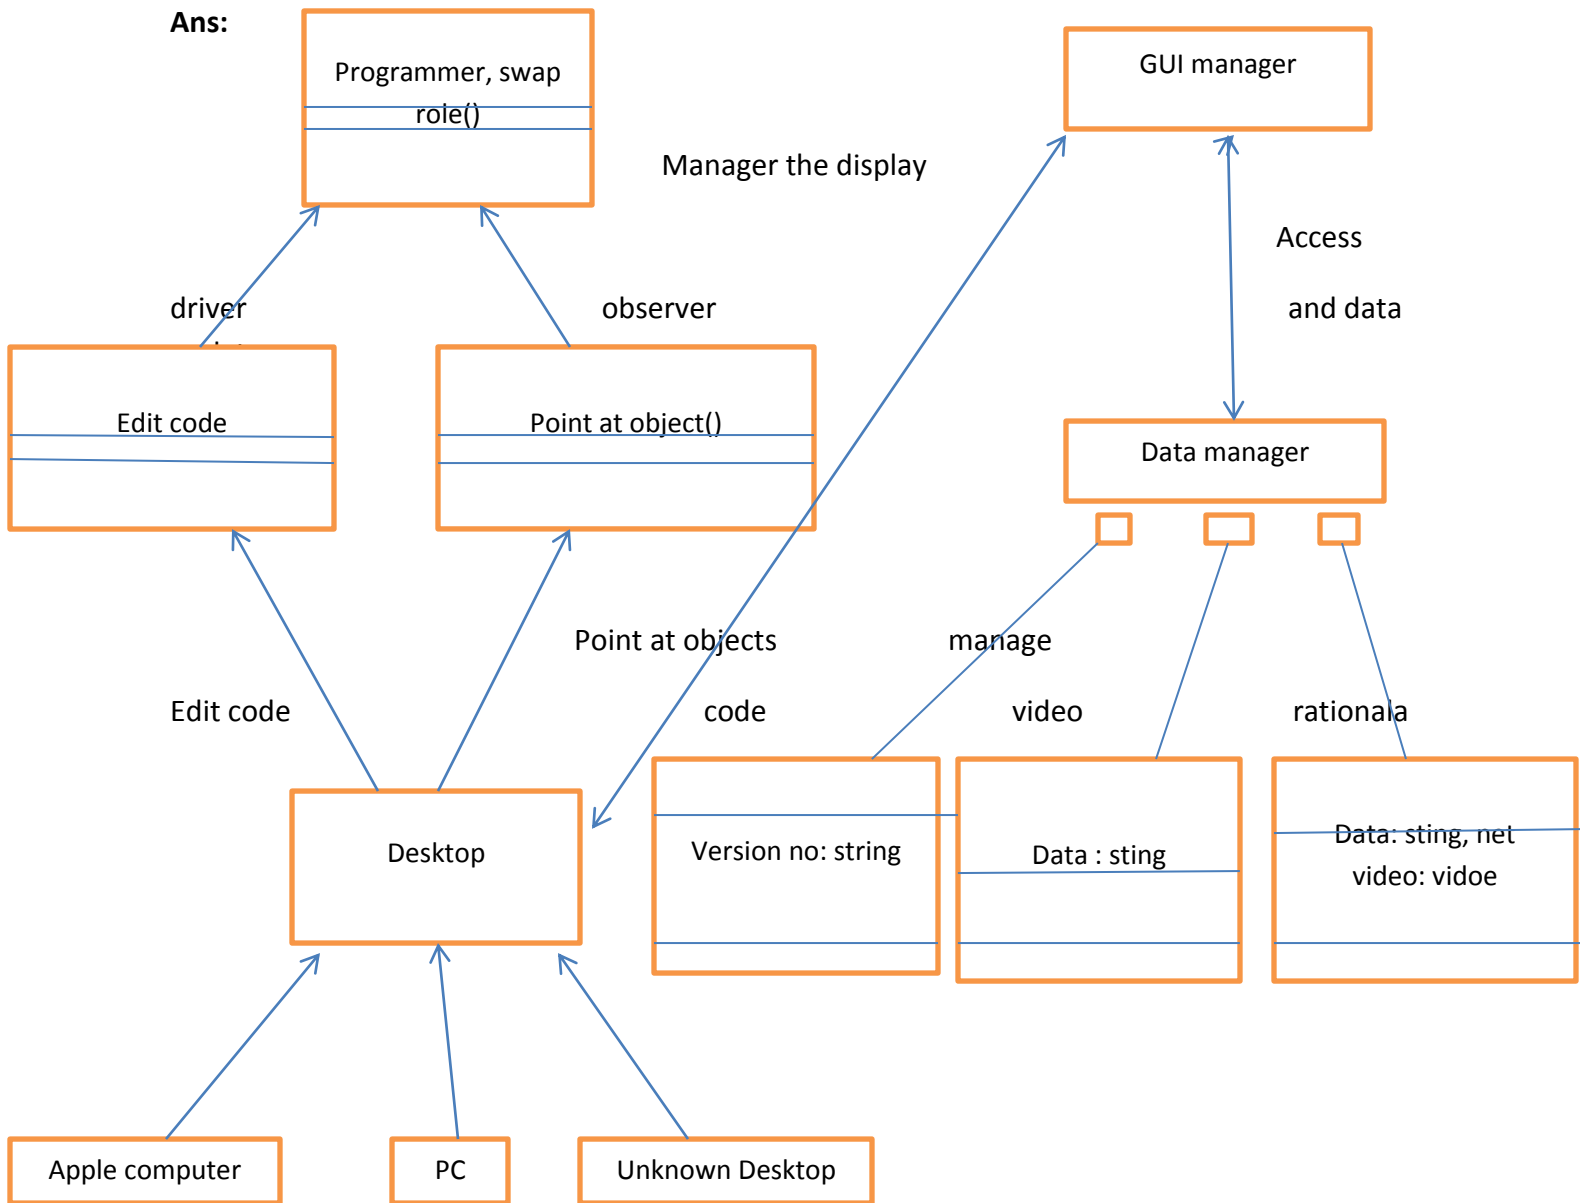 Ans:
Programmer, swap
role()
GUI manager
Manager the display
Access
driver
observer
and data
Edit code
Point at object()
Data manager
Point at objects
manage
Edit code
code
video
rationala
Desktop
Version no: string
Data : sting
Data: sting, net
video: vidoe
Apple computer
PC
Unknown Desktop